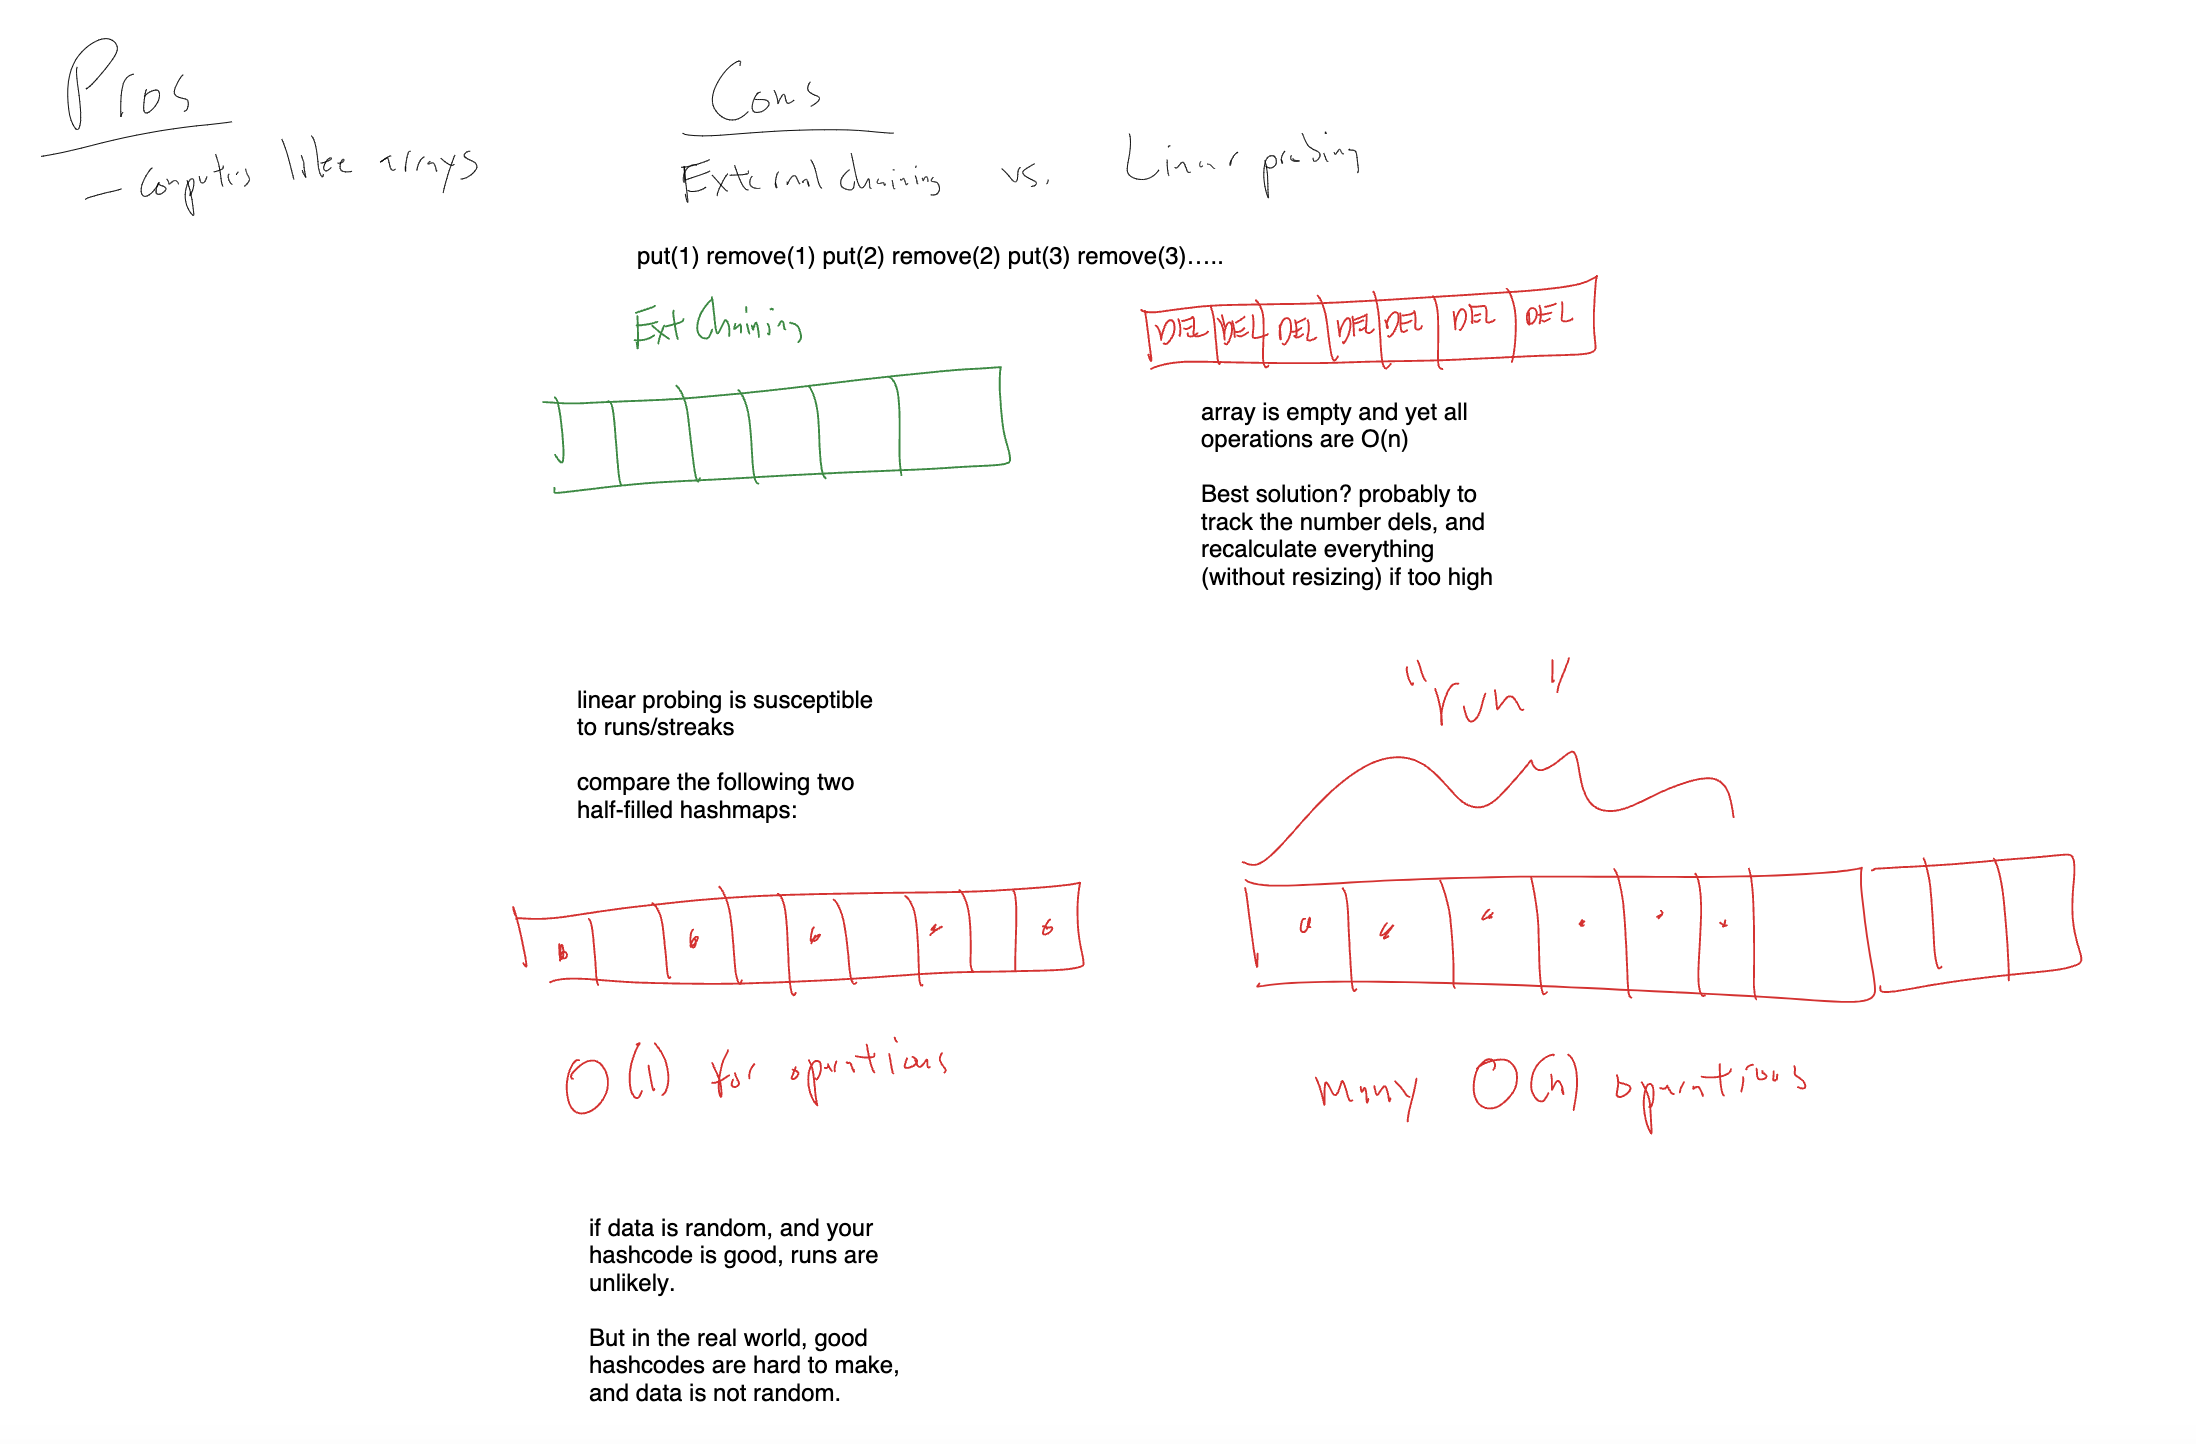 Pros
- Computers like arrays
Cons
External chaining vs. Linear probing
put(1) remove(1) put(2) remove(2) put(3) remove(3)…..
Ext Chaining
DEL DEL DEL DEL DEL DEL DEL
array is empty and yet all
operations are O(n)
Best solution? probably to
track the number dels, and
recalculate everything
(without resizing) if too high
linear probing is susceptible
to runs/streaks
compare the following two
half-filled hashmaps:
"run"
O(1) for operations
Many O(n) operations
if data is random, and your
hashcode is good, runs are
unlikely.
But in the real world, good
hashcodes are hard to make,
and data is not random.